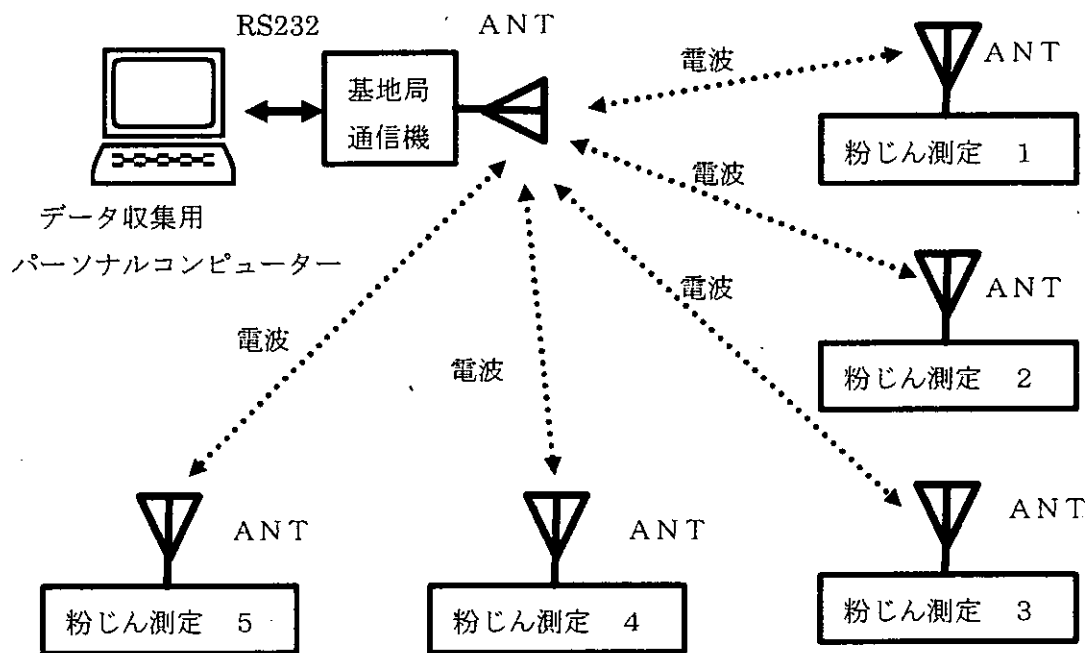 RS232
ANT
基地局
通信機
データ収集用
パーソナルコンピューター
電波
ANT
粉じん測定 1
電波
ANT
粉じん測定 2
電波
ANT
粉じん測定 3
電波
ANT
粉じん測定 4
電波
ANT
粉じん測定 5